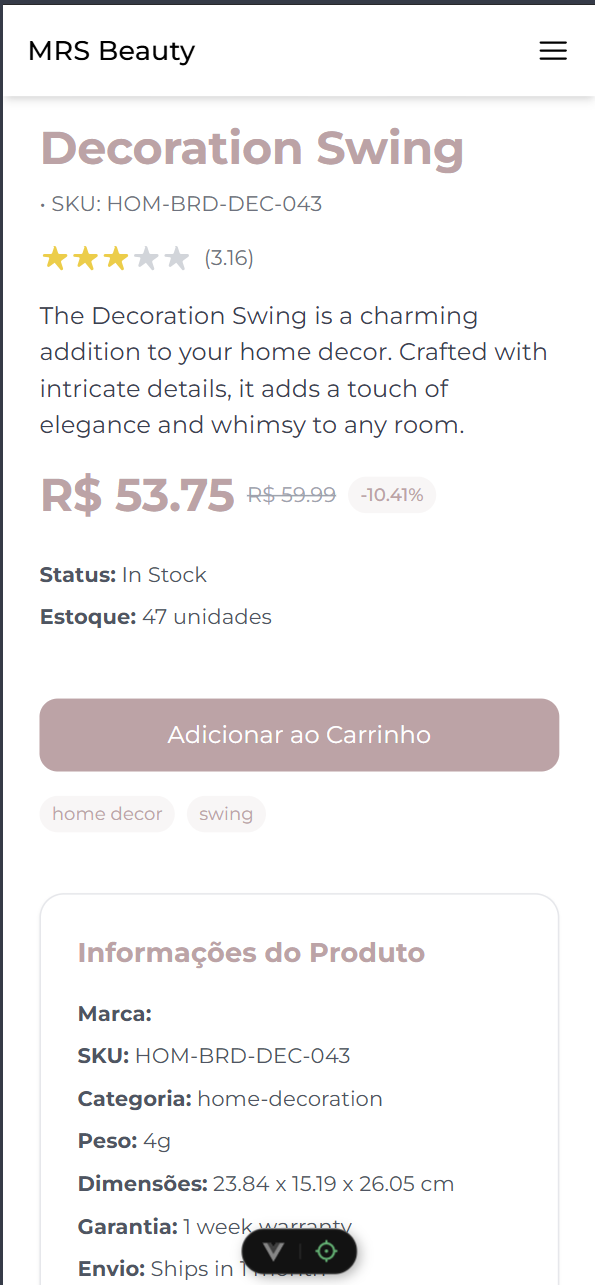 MRS Beauty
Decoration Swing
• SKU: HOM-BRD-DEC-043
(3.16)
The Decoration Swing is a charming
addition to your home decor. Crafted with
intricate details, it adds a touch of
elegance and whimsy to any room.
R$ 53.75 R$ 59.99 -10.41%
Status: In Stock
Estoque: 47 unidades
Adicionar ao Carrinho
home decor swing
Informações do Produto
Marca:
SKU: HOM-BRD-DEC-043
Categoria: home-decoration
Peso: 4g
Dimensões: 23.84 x 15.19 x 26.05 cm
Garantia: 1 week warranty
Envio: Ships in 1 month